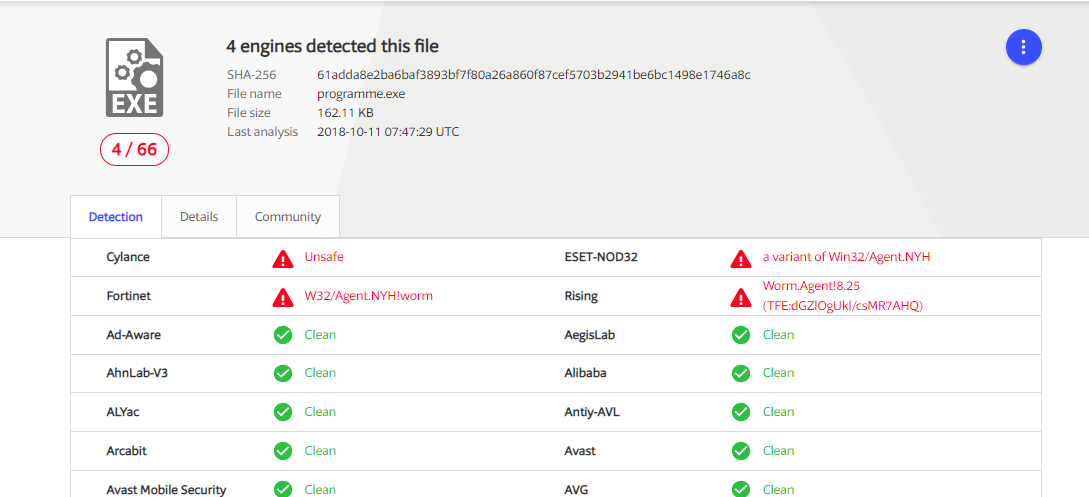 4 engines detected this file
SHA-256 61adda8e2ba6baf3893bf7f80a26a860f87cef5703b2941be6bc1498e1746a8c
File name programme.exe
File size 162.11 KB
Last analysis 2018-10-11 07:47:29 UTC
EXE
4 / 66
Detection Details Community
Cylance Unsafe ESET-NOD32 a variant of Win32/Agent.NYH
Fortinet W32/Agent.NYH!worm Rising Worm.Agent!8.25
(TFE:dGZlOgUkl/csMR7AHQ)
Ad-Aware Clean AegisLab Clean
AhnLab-V3 Clean Alibaba Clean
ALYac Clean Antiy-AVL Clean
Arcabit Clean Avast Clean
Avast Mobile Security Clean AVG Clean